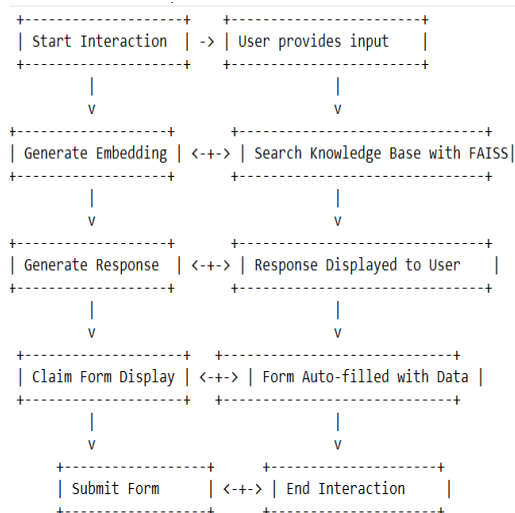 +------------------+    +----------------------+
| Start Interaction  | -> | User provides input    |
+------------------+    +----------------------+
|                              |
v                              v
+-----------------+       +----------------------------+
| Generate Embedding | <-+-> | Search Knowledge Base with FAISS|
+-----------------+       +----------------------------+
|                              |
v                              v
+-----------------+       +----------------------------+
| Generate Response  | <-+-> | Response Displayed to User    |
+-----------------+       +----------------------------+
|                              |
v                              v
+------------------+   +--------------------------+
| Claim Form Display | <-+-> | Form Auto-filled with Data |
+------------------+   +--------------------------+
|                              |
v                              v
+----------------+      +-------------------+
| Submit Form      | <-+-> | End Interaction     |
+----------------+      +-------------------+